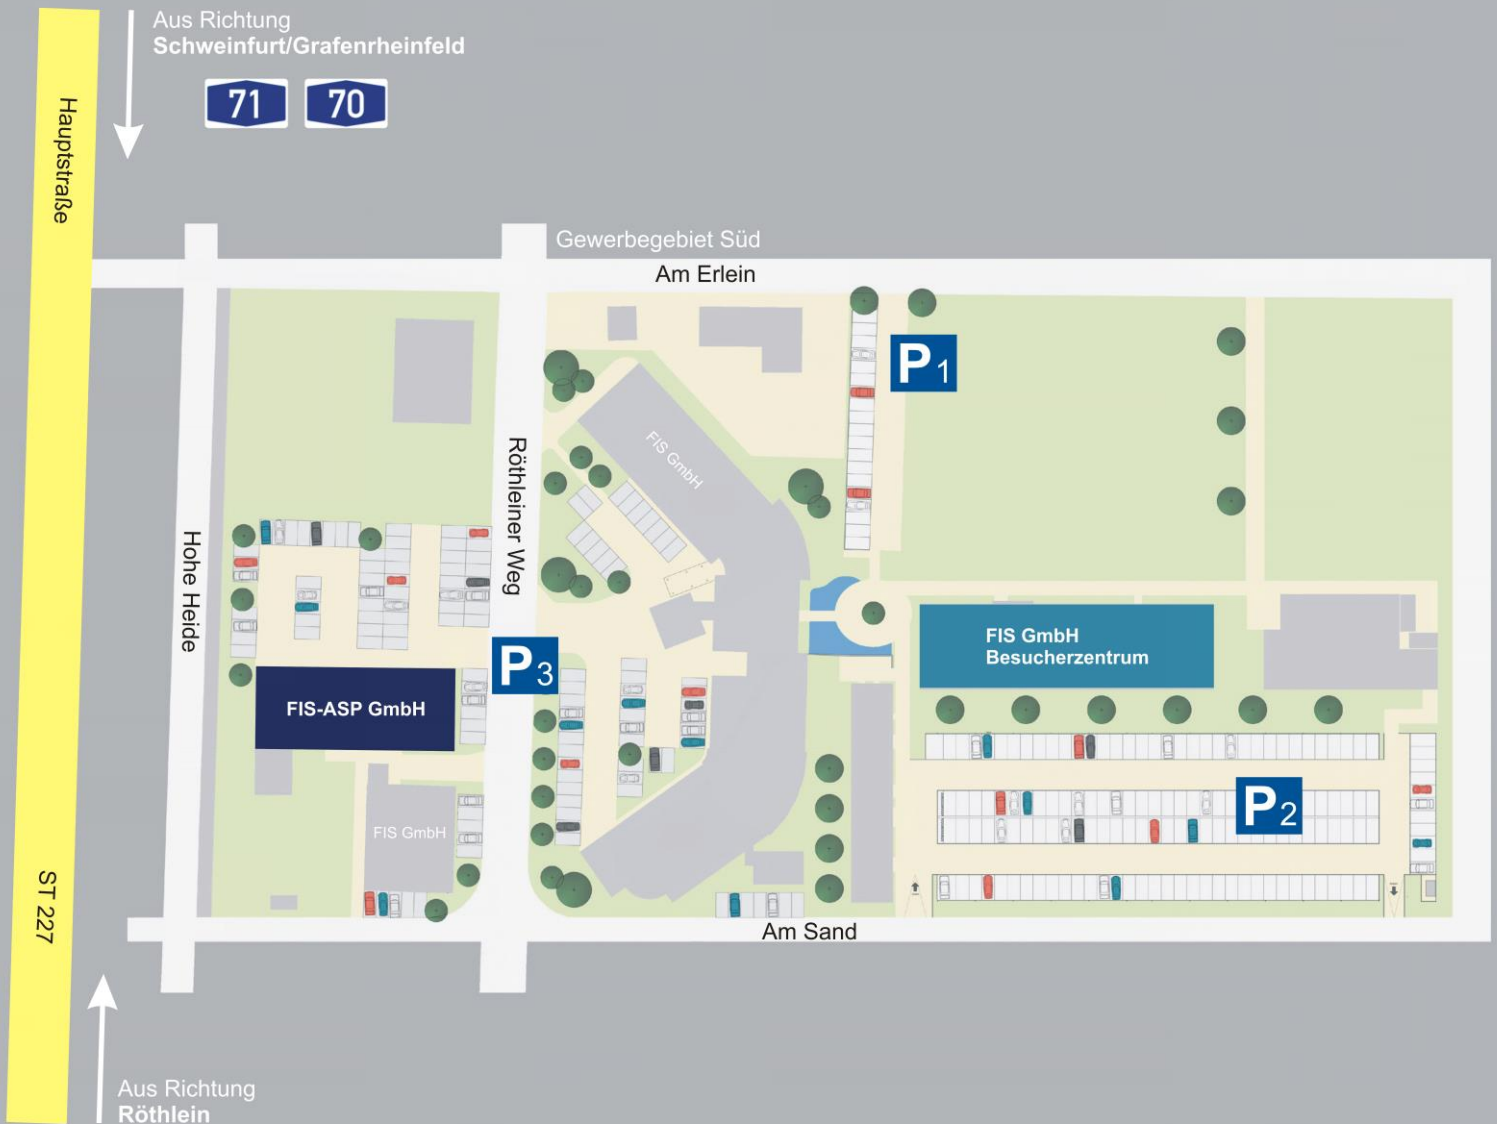 Aus Richtung
Schweinfurt/Grafenrheinfeld
71 70
Hauptstraße
Gewerbegebiet Süd
Am Erlein
P1
FIS GmbH
Röthleiner Weg
Hohe Heide
FIS GmbH
Besucherzentrum
P3
FIS-ASP GmbH
P2
FIS GmbH
ST 227
Am Sand
Aus Richtung
Röthlein